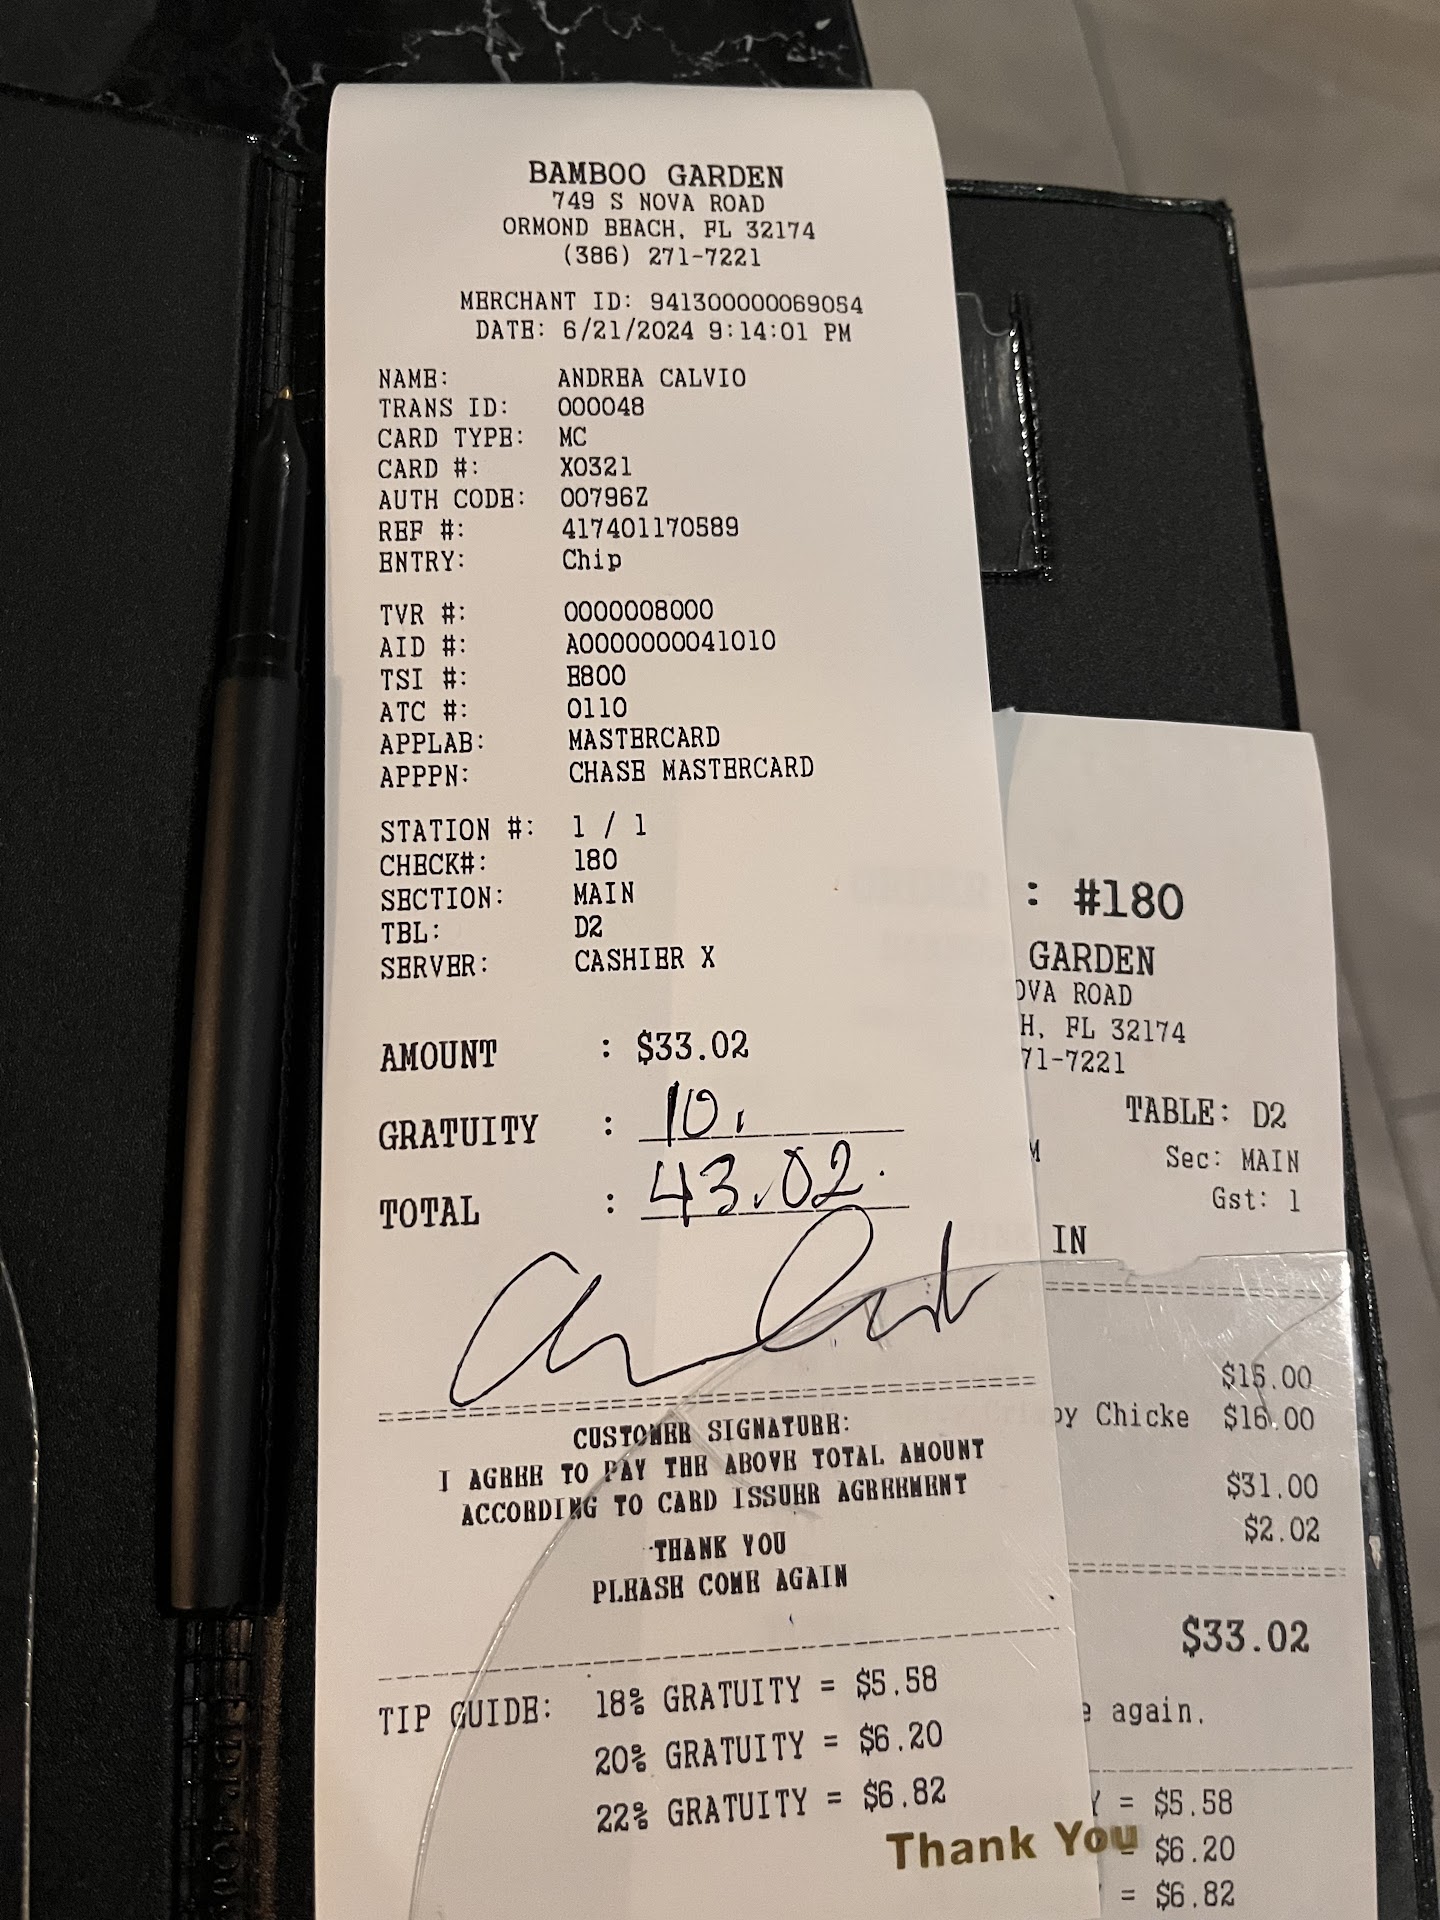 BAMBOO GARDEN
749 S NOVA ROAD
ORMOND BEACH, FL 32174
(386) 271-7221
MERCHANT ID: 941300000069054
DATE: 6/21/2024 9:14:01 PM
NAME: ANDREA CALVIO
TRANS ID: 000048
CARD TYPE: MC
CARD #: X0321
AUTH CODE: 00796Z
REF #: 417401170589
ENTRY: Chip
TVR #: 0000008000
AID #: A0000000041010
TSI #: E800
ATC #: 0110
APPLAB: MASTERCARD
APPPN: CHASE MASTERCARD
STATION #: 1 / 1
CHECK#: 180
SECTION: MAIN
TBL: D2
SERVER: CASHIER X
AMOUNT : $33.02
GRATUITY : 10.
TOTAL : 43.02.
CUSTOMER SIGNATURE:
I AGREE TO PAY THE ABOVE TOTAL AMOUNT
ACCORDING TO CARD ISSUER AGREEMENT
THANK YOU
PLEASE COME AGAIN
TIP GUIDE: 18% GRATUITY = $5.58
20% GRATUITY = $6.20
22% GRATUITY = $6.82
Thank You
: #180
GARDEN
OVA ROAD
H, FL 32174
71-7221
TABLE: D2
M Sec: MAIN
Gst: 1
IN
$15.00
py Chicke $16.00
$31.00
$2.02
$33.02
e again.
Y = $5.58
= $6.20
= $6.82